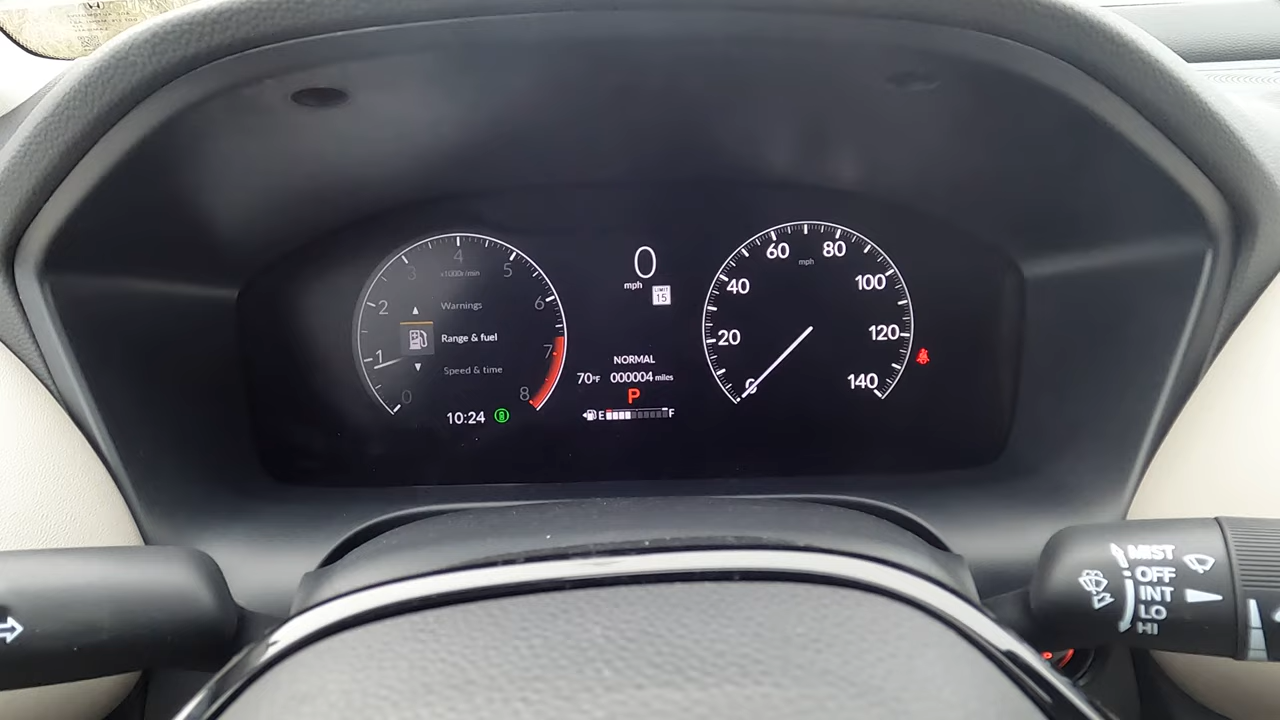 0
1
2
3
4
5
6
7
8
x1000r/min
Warnings
Range & fuel
Speed & time
10:24
0
mph
LIMIT
15
NORMAL
70°F 000004 miles
P
E F
0
20
40
60
80
100
120
140
mph
MIST
OFF
INT
LO
HI